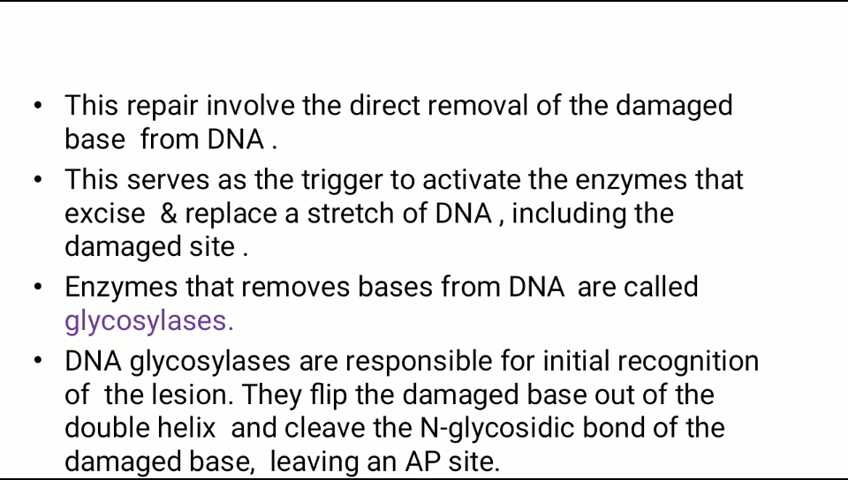 • This repair involve the direct removal of the damaged
base from DNA .
• This serves as the trigger to activate the enzymes that
excise & replace a stretch of DNA , including the
damaged site .
• Enzymes that removes bases from DNA are called
glycosylases.
• DNA glycosylases are responsible for initial recognition
of the lesion. They flip the damaged base out of the
double helix and cleave the N-glycosidic bond of the
damaged base, leaving an AP site.